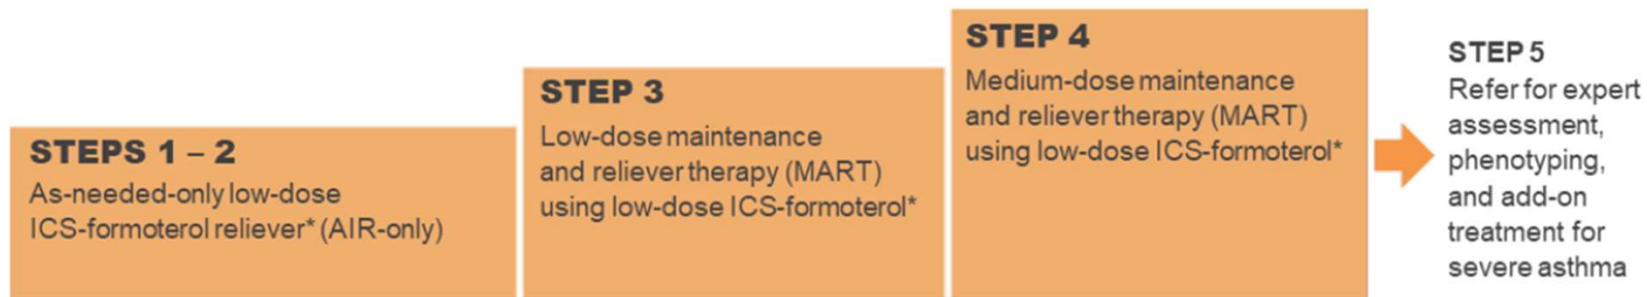 STEPS 1 – 2
As-needed-only low-dose
ICS-formoterol reliever* (AIR-only)
STEP 3
Low-dose maintenance
and reliever therapy (MART)
using low-dose ICS-formoterol*
STEP 4
Medium-dose maintenance
and reliever therapy (MART)
using low-dose ICS-formoterol*
STEP 5
Refer for expert
assessment,
phenotyping,
and add-on
treatment for
severe asthma